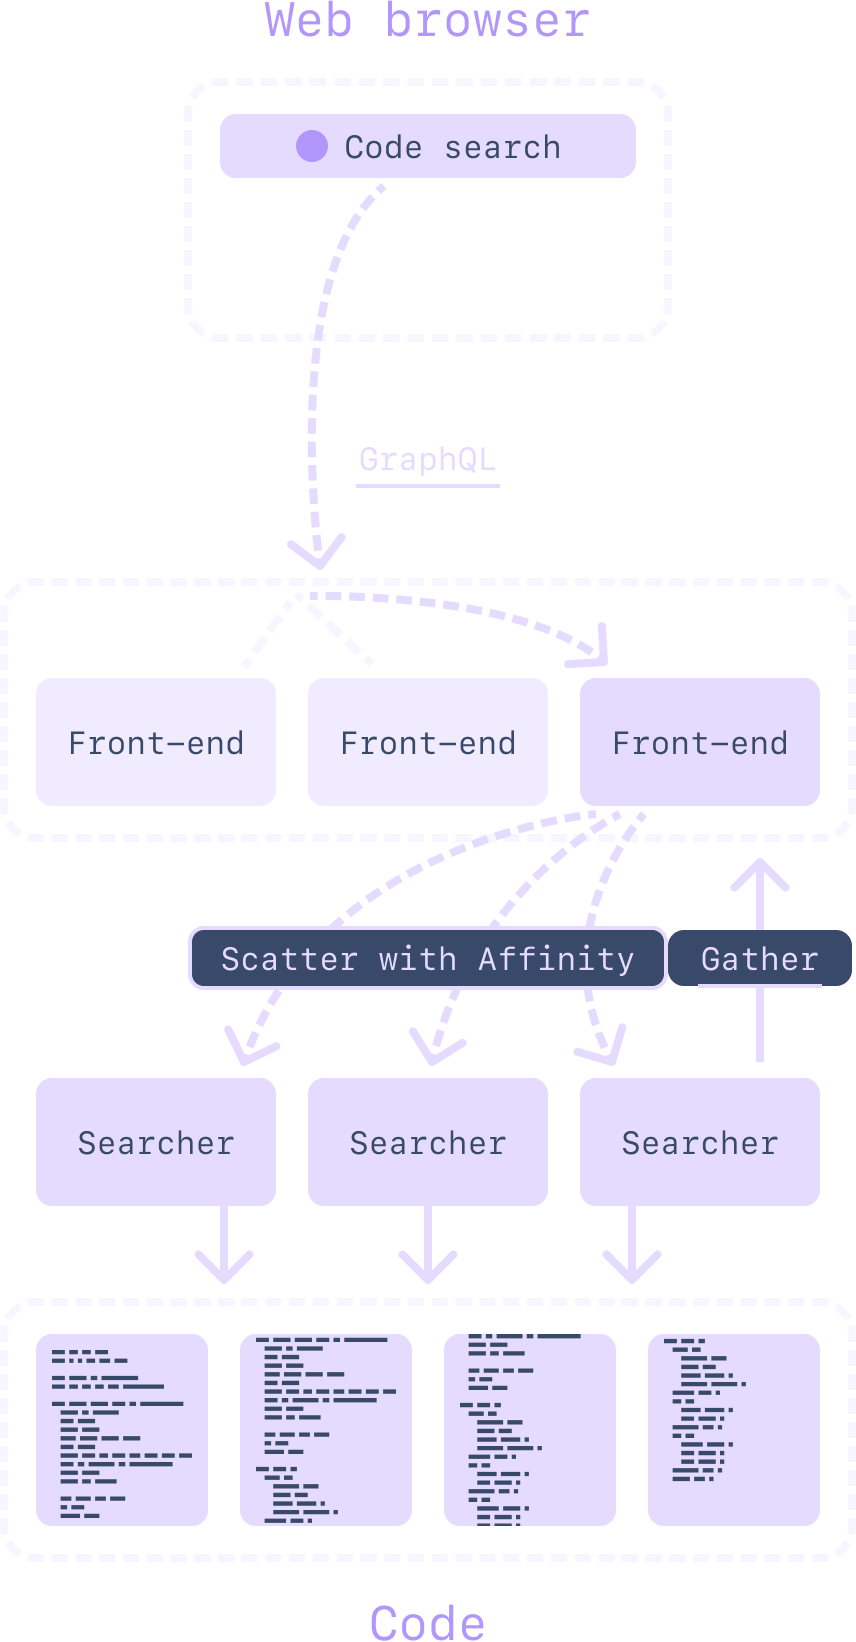 Web browser
Code search
GraphQL
Front-end
Front-end
Front-end
Scatter with Affinity
Gather
Searcher
Searcher
Searcher
Code